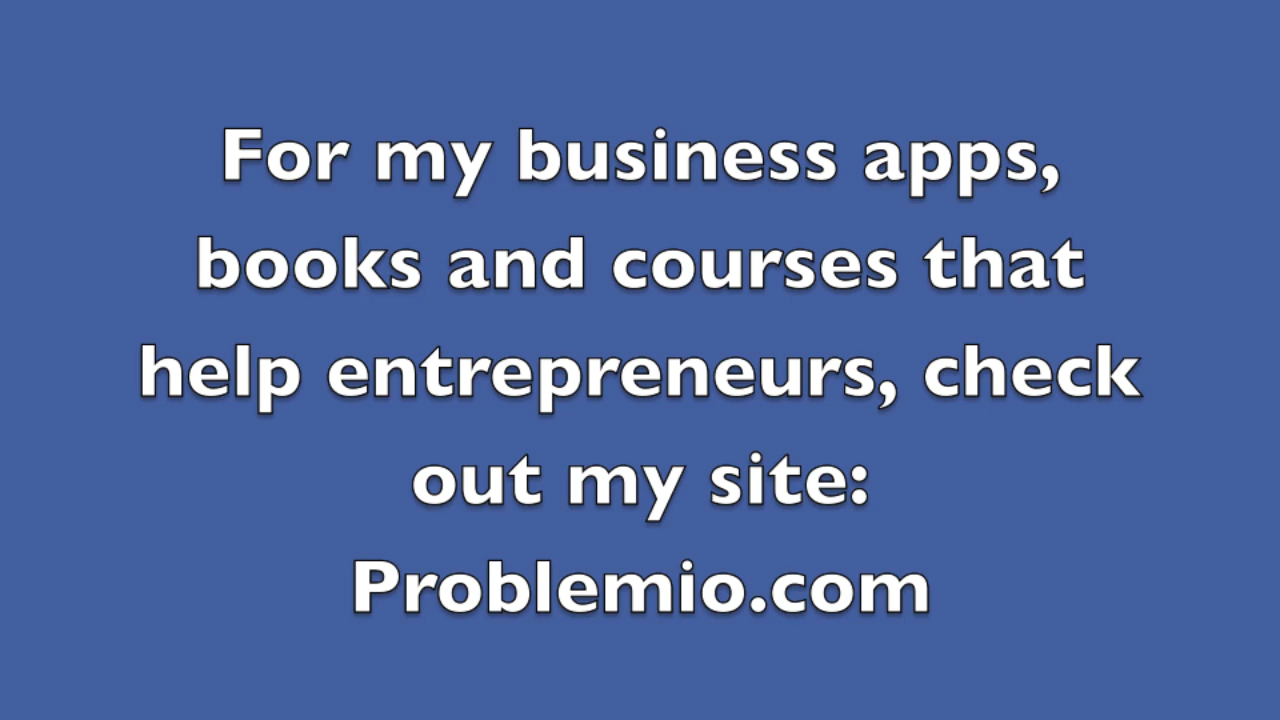 For my business apps,
books and courses that
help entrepreneurs, check
out my site:
Problemio.com